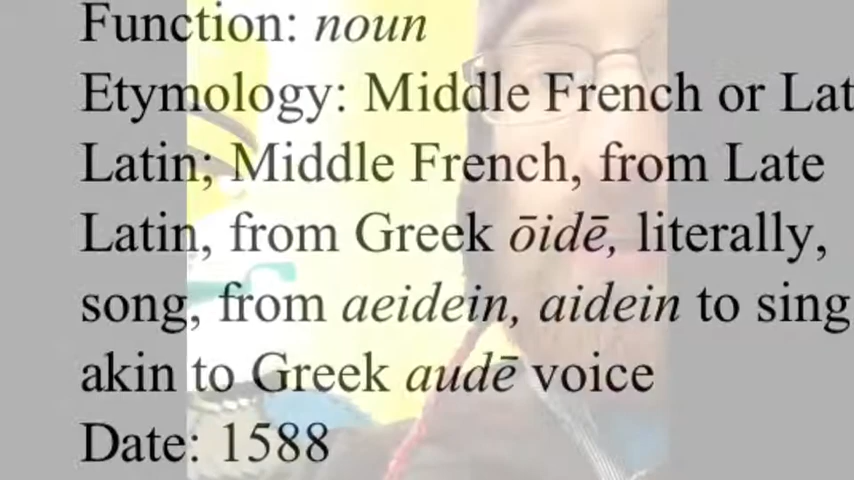 Function: noun
Etymology: Middle French or Lat
Latin; Middle French, from Late
Latin, from Greek ōidē, literally,
song, from aeidein, aidein to sing
akin to Greek audē voice
Date: 1588